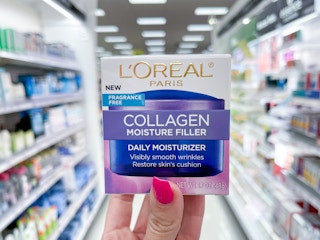 L'ORÉAL
PARIS
NEW
FRAGRANCE
FREE
COLLAGEN
MOISTURE FILLER
DAILY MOISTURIZER
Visibly smooth wrinkles
Restore skin's cushion